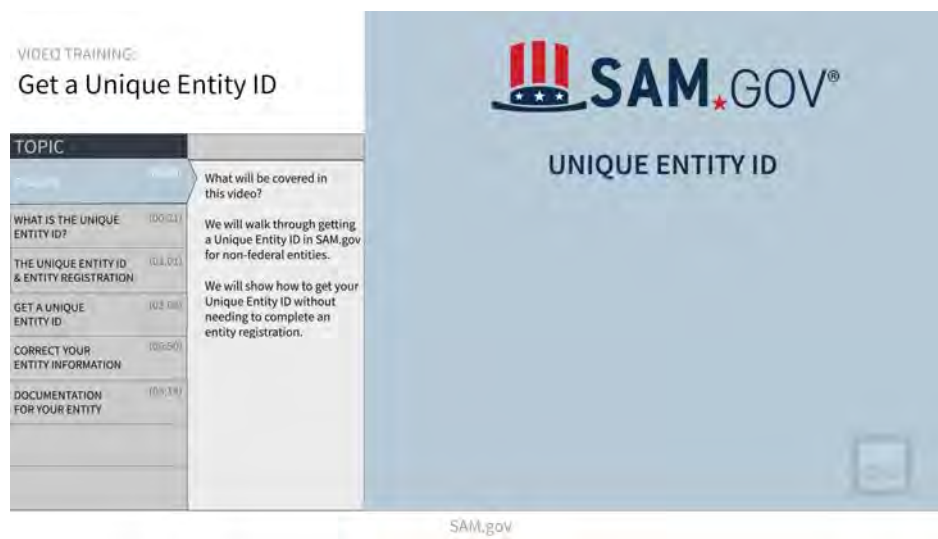 VIDEO TRAINING:
Get a Unique Entity ID
TOPIC
WHAT IS THE UNIQUE
ENTITY ID?
THE UNIQUE ENTITY ID
& ENTITY REGISTRATION
GET A UNIQUE
ENTITY ID
CORRECT YOUR
ENTITY INFORMATION
DOCUMENTATION
FOR YOUR ENTITY
What will be covered in
this video?
We will walk through getting
a Unique Entity ID in SAM.gov
for non-federal entities.
We will show how to get your
Unique Entity ID without
needing to complete an
entity registration.
SAM.GOV®
UNIQUE ENTITY ID
SAM.gov